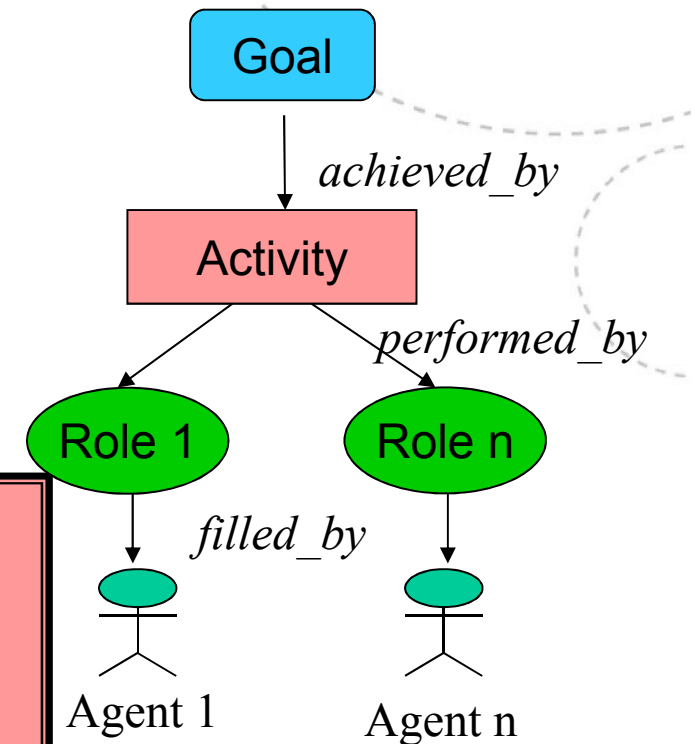 Goal
achieved_by
Activity
performed_by
Role 1
Role n
filled_by
Agent 1
Agent n